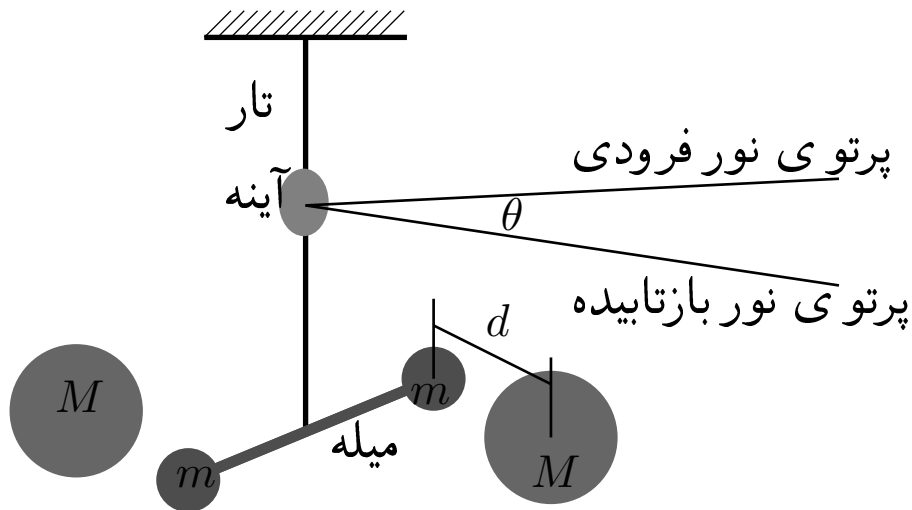 تار
پرتو ی نور فرودی
آینه
θ
پرتو ی نور بازتابیده
d
M
m
میله
m
M